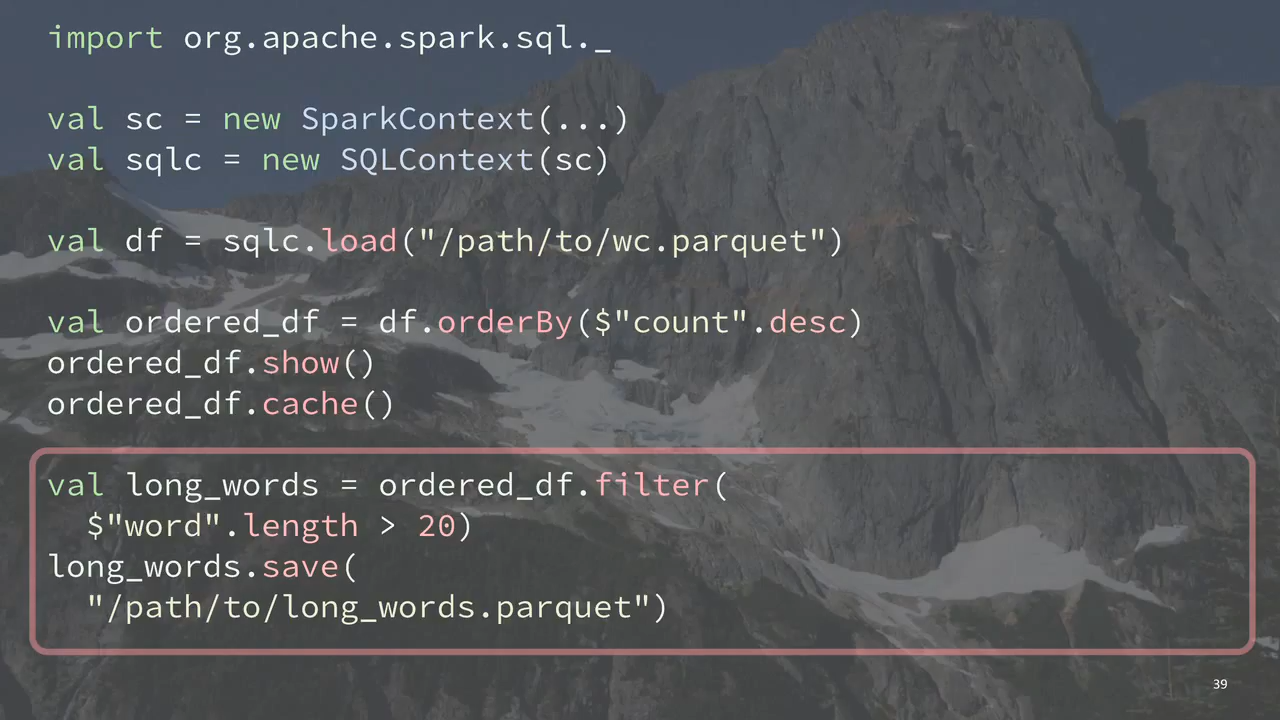 import org.apache.spark.sql._
val sc = new SparkContext(...)
val sqlc = new SQLContext(sc)
val df = sqlc.load("/path/to/wc.parquet")
val ordered_df = df.orderBy($"count".desc)
ordered_df.show()
ordered_df.cache()
val long_words = ordered_df.filter(
  $"word".length > 20)
long_words.save(
  "/path/to/long_words.parquet")
39